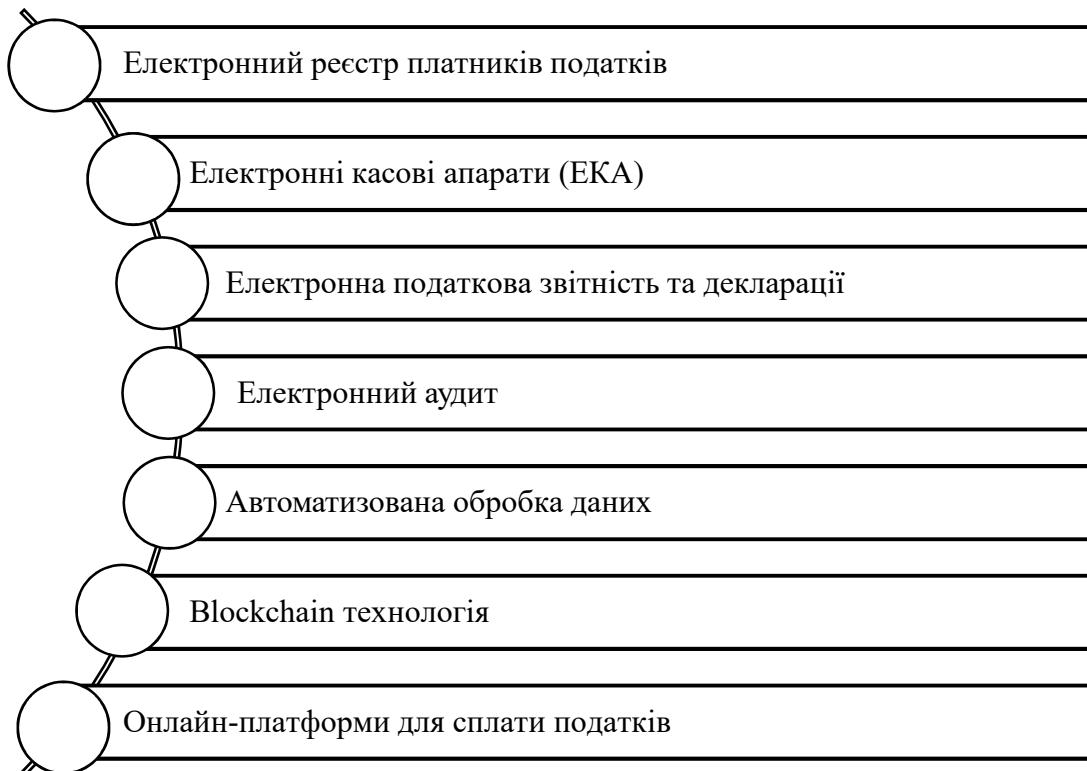 Електронний реєстр платників податків
Електронні касові апарати (ЕКА)
Електронна податкова звітність та декларації
Електронний аудит
Автоматизована обробка даних
Blockchain технологія
Онлайн-платформи для сплати податків